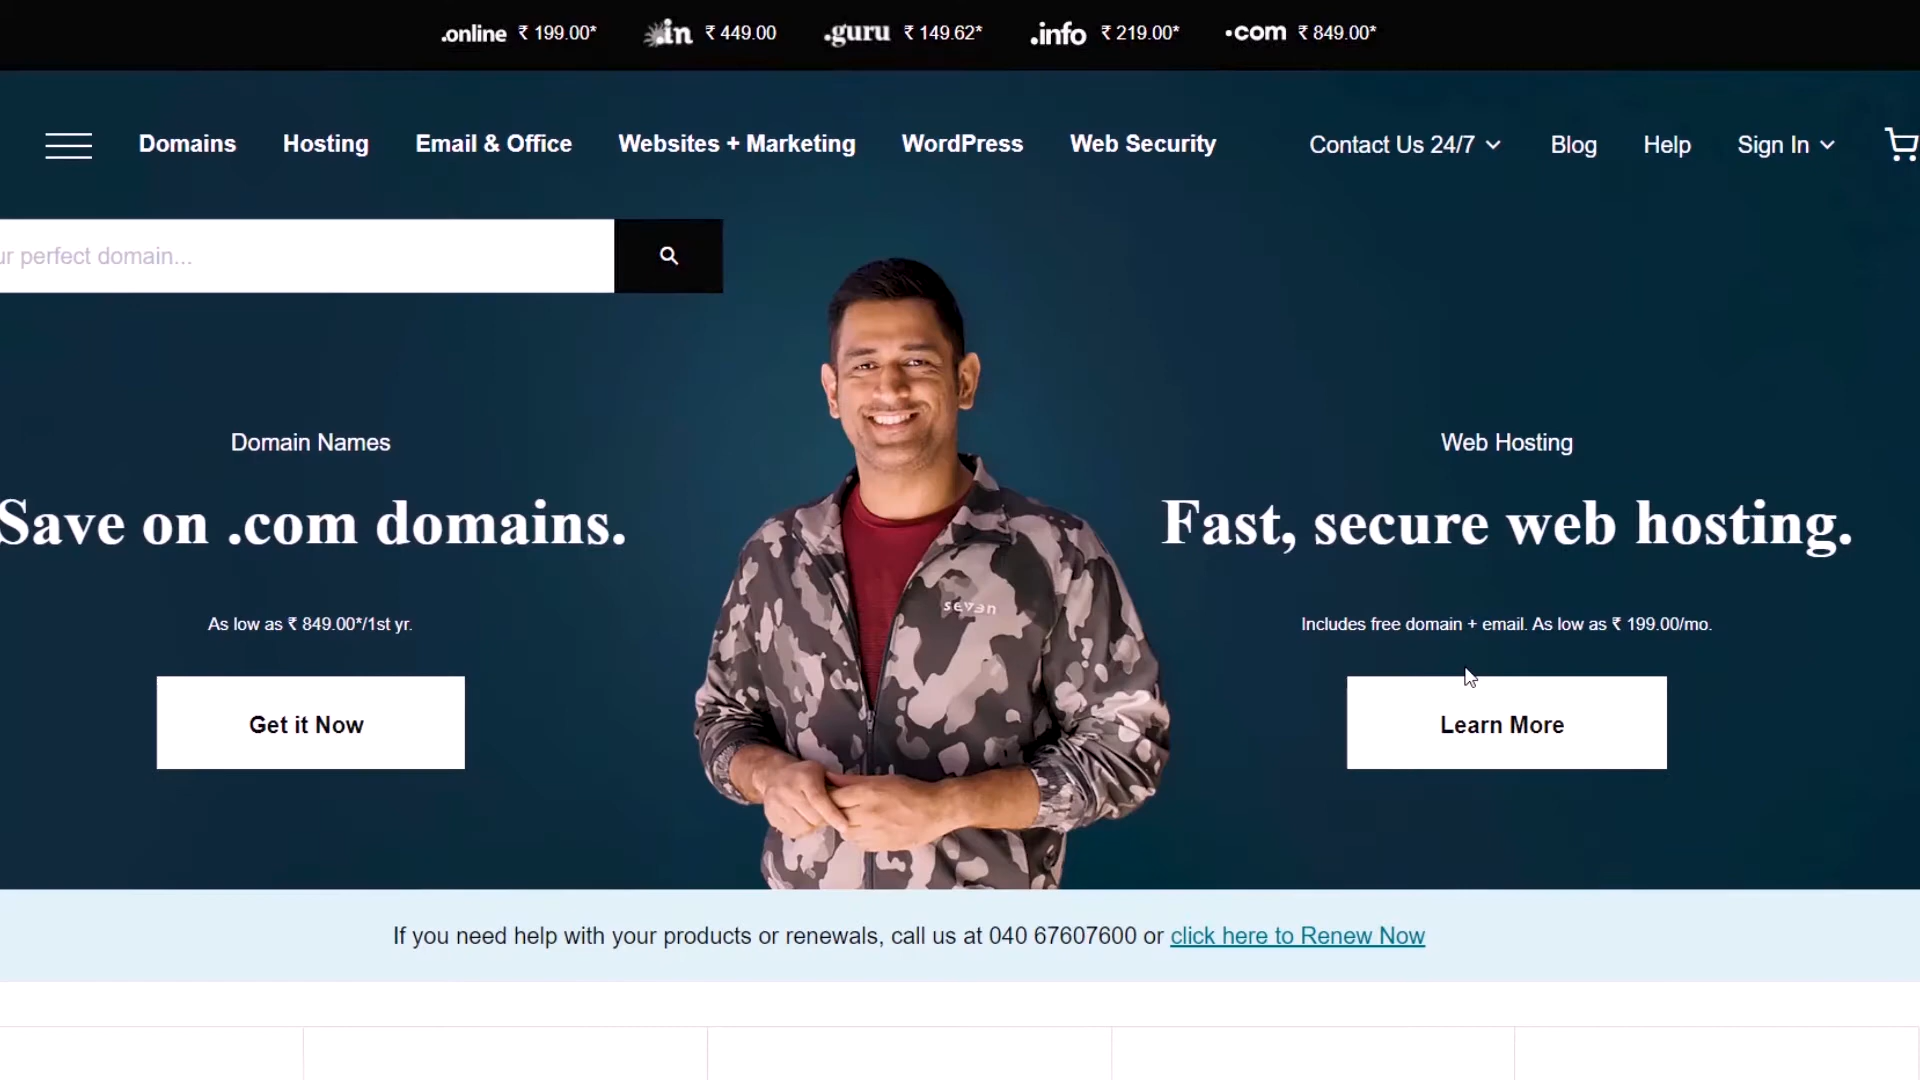 .online ₹ 199.00* .in ₹ 449.00 .guru ₹ 149.62* .info ₹ 219.00* .com ₹ 849.00*
Domains Hosting Email & Office Websites + Marketing WordPress Web Security Contact Us 24/7 Blog Help Sign In
ur perfect domain...
Domain Names
Save on .com domains.
As low as ₹ 849.00*/1st yr.
Get it Now
seven
Web Hosting
Fast, secure web hosting.
Includes free domain + email. As low as ₹ 199.00/mo.
Learn More
If you need help with your products or renewals, call us at 040 67607600 or click here to Renew Now